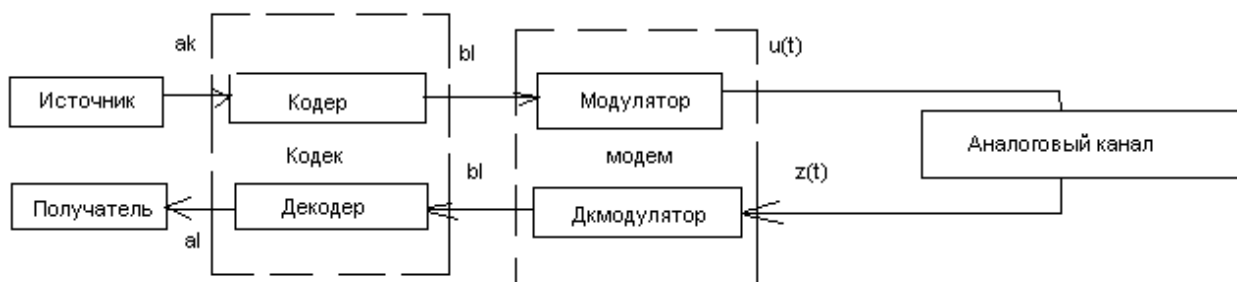 ak
bl
u(t)
Источник
Кодер
Модулятор
Аналоговый канал
Кодек
bl
модем
z(t)
Получатель
Декодер
Дкмодулятор
al